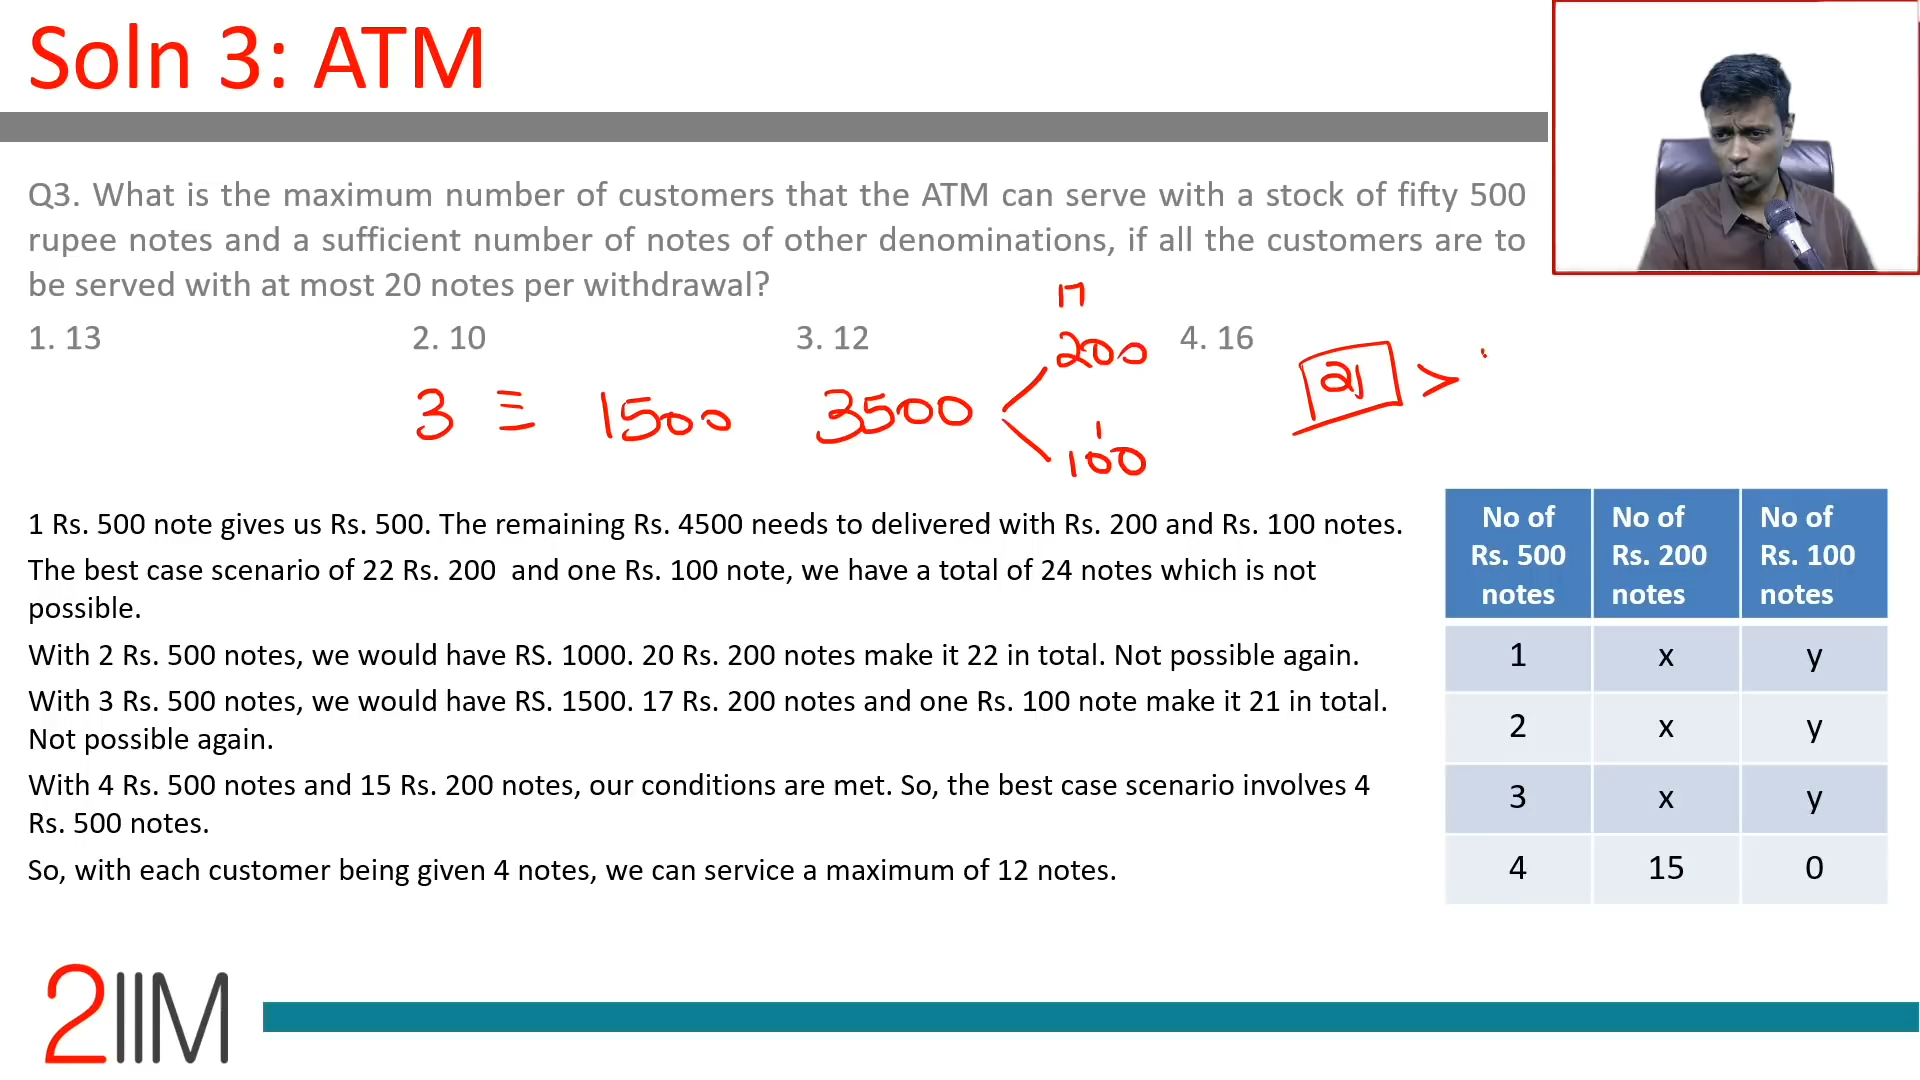 Soln 3: ATM
Q3. What is the maximum number of customers that the ATM can serve with a stock of fifty 500
rupee notes and a sufficient number of notes of other denominations, if all the customers are to
be served with at most 20 notes per withdrawal?
1. 13 2. 10 3. 12 4. 16
17
200
3 ≡ 1500 3500
21 >
1
100
1 Rs. 500 note gives us Rs. 500. The remaining Rs. 4500 needs to delivered with Rs. 200 and Rs. 100 notes.
The best case scenario of 22 Rs. 200 and one Rs. 100 note, we have a total of 24 notes which is not
possible.
With 2 Rs. 500 notes, we would have RS. 1000. 20 Rs. 200 notes make it 22 in total. Not possible again.
With 3 Rs. 500 notes, we would have RS. 1500. 17 Rs. 200 notes and one Rs. 100 note make it 21 in total.
Not possible again.
With 4 Rs. 500 notes and 15 Rs. 200 notes, our conditions are met. So, the best case scenario involves 4
Rs. 500 notes.
So, with each customer being given 4 notes, we can service a maximum of 12 notes.
No of No of No of
Rs. 500 Rs. 200 Rs. 100
notes notes notes
1 x y
2 x y
3 x y
4 15 0
2IIM